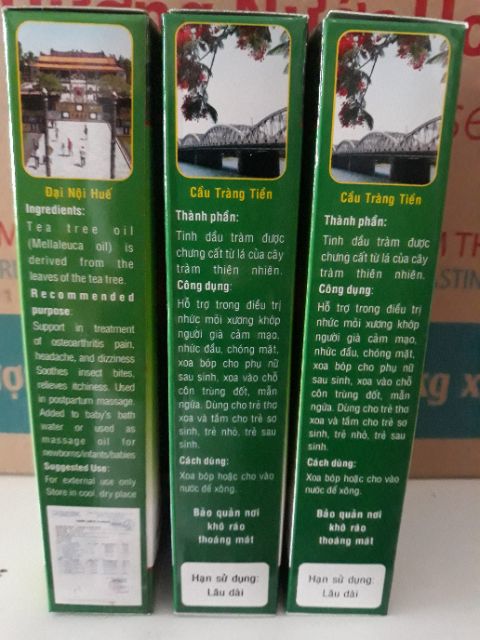 Đại Nội Huế
Ingredients:
Tea tree oil
(Mellaleuca oil) is
derived from the
leaves of the tea tree.
Recommended
purpose:
Support in treatment
of osteoarthritis pain,
headache, and dizziness
Soothes insect bites,
relieves itchiness. Used
in postpartum massage.
Added to baby's bath
water or used as
massage oil for
newborns/infants/babies
Suggested Use:
For external use only
Store in cool, dry place
Cầu Tràng Tiền
Thành phần:
Tinh dầu tràm được
chưng cất từ lá của cây
tràm thiên nhiên.
Công dụng:
Hỗ trợ trong điều trị
nhức mỏi xương khớp
người già cảm mạo,
nhức đầu, chóng mặt,
xoa bóp cho phụ nữ
sau sinh, xoa vào chỗ
côn trùng đốt, mẩn
ngứa. Dùng cho trẻ thơ
xoa và tắm cho trẻ sơ
sinh, trẻ nhỏ, trẻ sau
sinh.
Cách dùng:
Xoa bóp hoặc cho vào
nước để xông.
Bảo quản nơi
khô ráo
thoáng mát
Hạn sử dụng:
Lâu dài
Cầu Tràng Tiền
Thành phần:
Tinh dầu tràm được
chưng cất từ lá của cây
tràm thiên nhiên.
Công dụng:
Hỗ trợ trong điều trị
nhức mỏi xương khớp
người già cảm mạo,
nhức đầu, chóng mặt,
xoa bóp cho phụ nữ
sau sinh, xoa vào chỗ
côn trùng đốt, mẩn
ngứa. Dùng cho trẻ thơ
xoa và tắm cho trẻ sơ
sinh, trẻ nhỏ, trẻ sau
sinh.
Cách dùng:
Xoa bóp hoặc cho vào
nước để xông.
Bảo quản nơi
khô ráo
thoáng mát
Hạn sử dụng:
Lâu dài